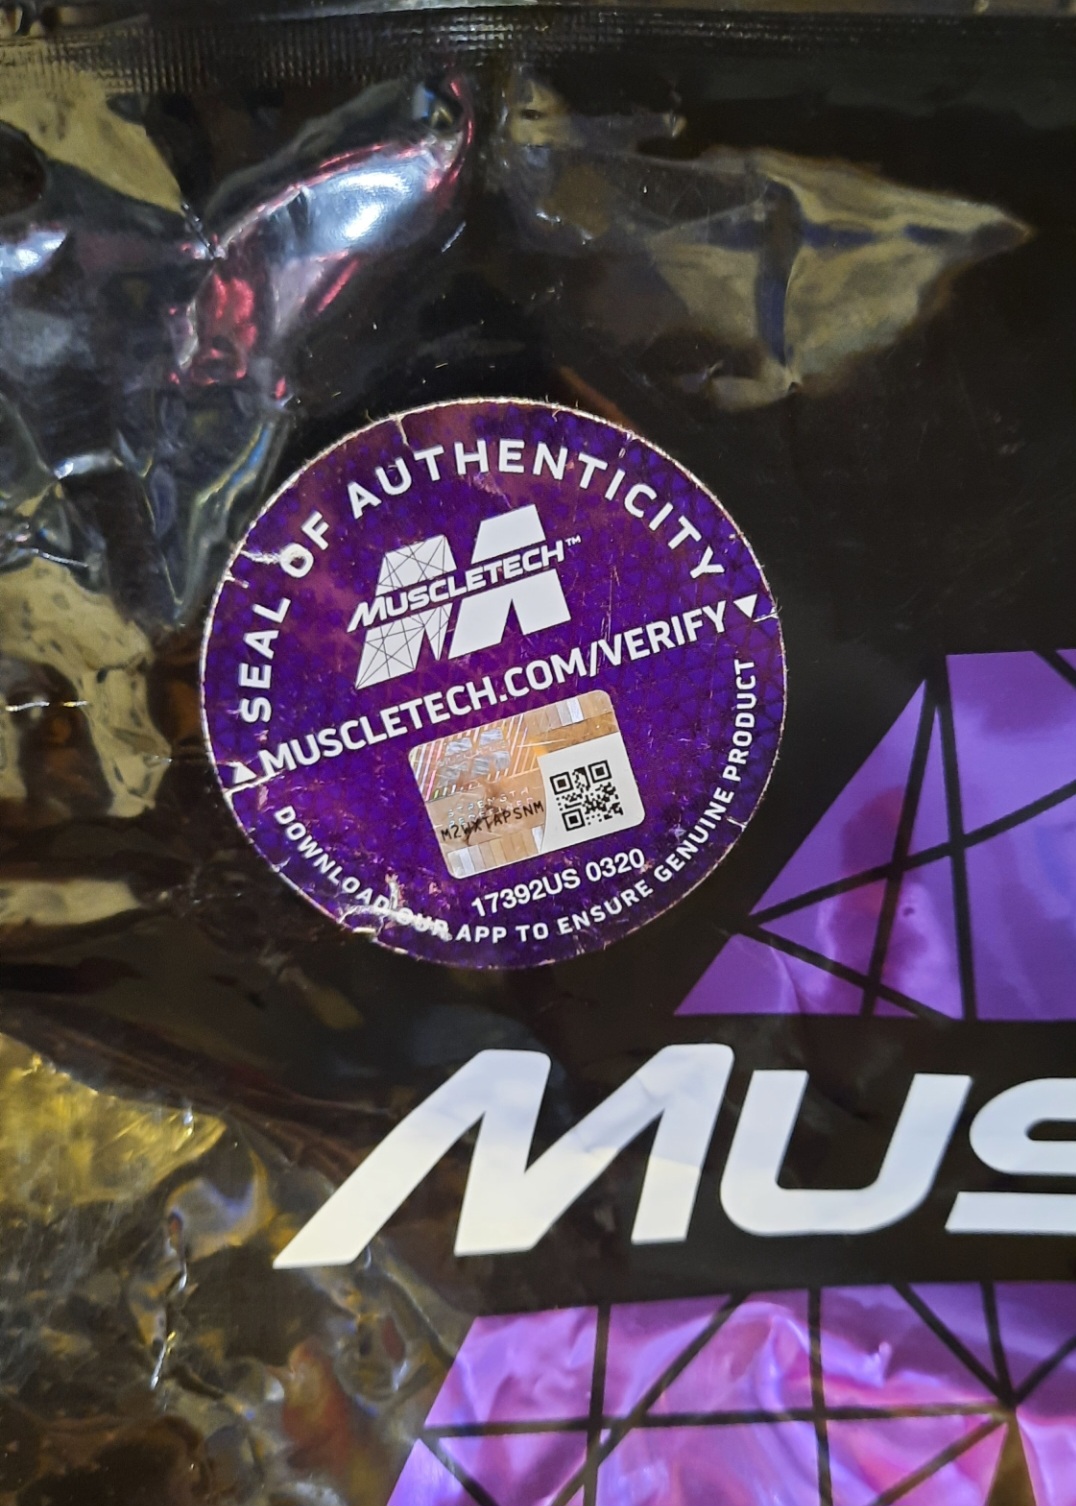 SEAL OF AUTHENTICITY
MUSCLETECH™
▲MUSCLETECH.COM/VERIFY▼
17392US 0320
DOWNLOAD OUR APP TO ENSURE GENUINE PRODUCT
MUS